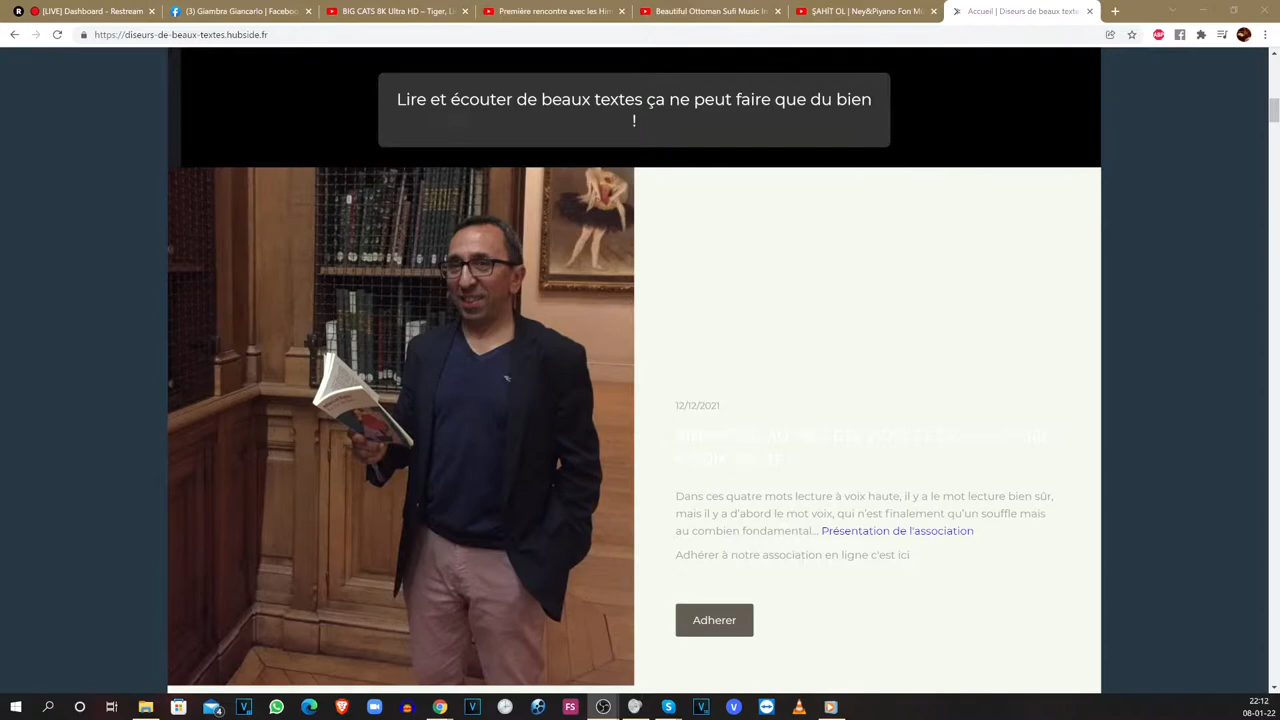 [LIVE] Dashboard - Restream
(3) Giambra Giancarlo | Facebook
BIG CATS 8K Ultra HD – Tiger, Li
Première rencontre avec les Him
Beautiful Ottoman Sufi Music In
ŞAHİT OL | Ney&Piyano Fon M
Accueil | Diseurs de beaux texte
https://diseurs-de-beaux-textes.hubside.fr
Lire et écouter de beaux textes ça ne peut faire que du bien
!
12/12/2021
Dans ces quatre mots lecture à voix haute, il y a le mot lecture bien sûr,
mais il y a d'abord le mot voix, qui n'est finalement qu'un souffle mais
au combien fondamental... Présentation de l'association
Adhérer à notre association en ligne c'est ici
Adherer
22:12
08-01-22